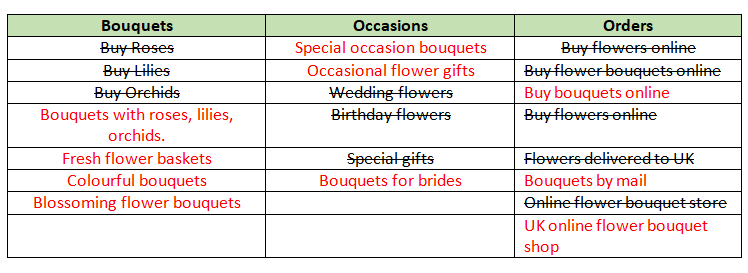 Bouquets Occasions Orders
Buy Roses Special occasion bouquets Buy flowers online
Buy Lilies Occasional flower gifts Buy flower bouquets online
Buy Orchids Wedding flowers Buy bouquets online
Bouquets with roses, lilies, Birthday flowers Buy flowers online
orchids.
Fresh flower baskets Special gifts Flowers delivered to UK
Colourful bouquets Bouquets for brides Bouquets by mail
Blossoming flower bouquets Online flower bouquet store
UK online flower bouquet
shop